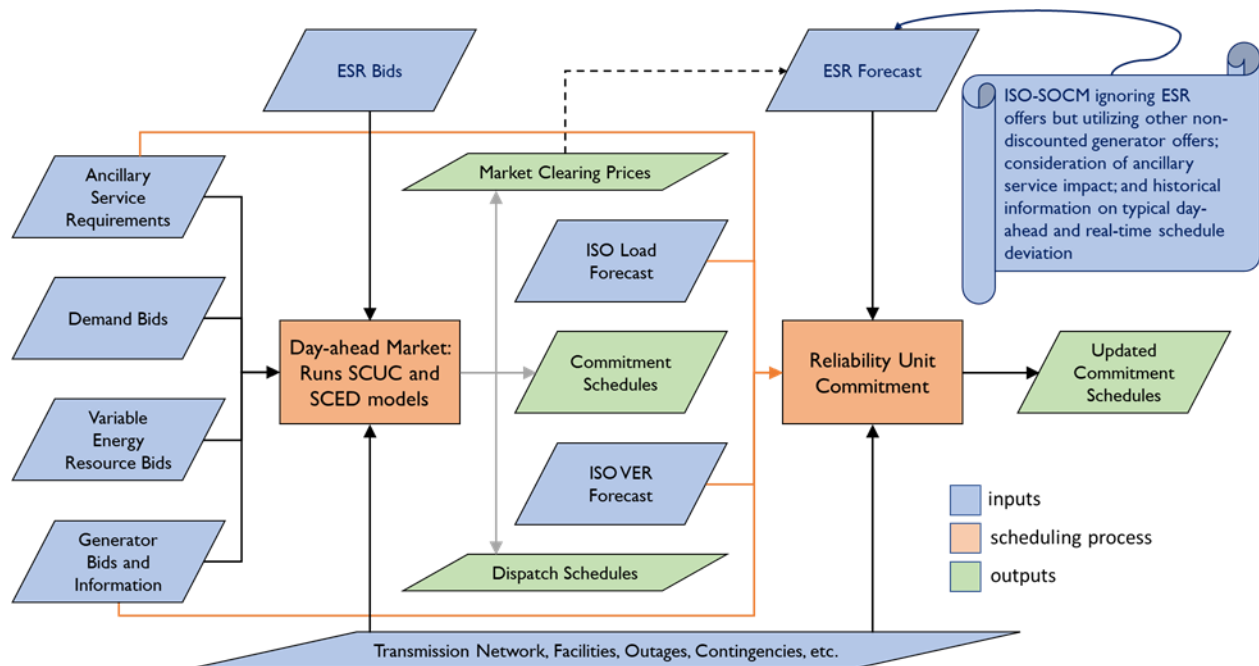 ESR Bids
ESR Forecast
ISO-SOCM ignoring ESR
offers but utilizing other non-
discounted generator offers;
consideration of ancillary
service impact; and historical
information on typical day-
ahead and real-time schedule
deviation
Ancillary
Service
Requirements
Market Clearing Prices
ISO Load
Forecast
Demand Bids
Day-ahead Market:
Runs SCUC and
SCED models
Commitment
Schedules
Reliability Unit
Commitment
Updated
Commitment
Schedules
Variable
Energy
Resource Bids
ISO VER
Forecast
Generator
Bids and
Information
Dispatch Schedules
inputs
scheduling process
outputs
Transmission Network, Facilities, Outages, Contingencies, etc.